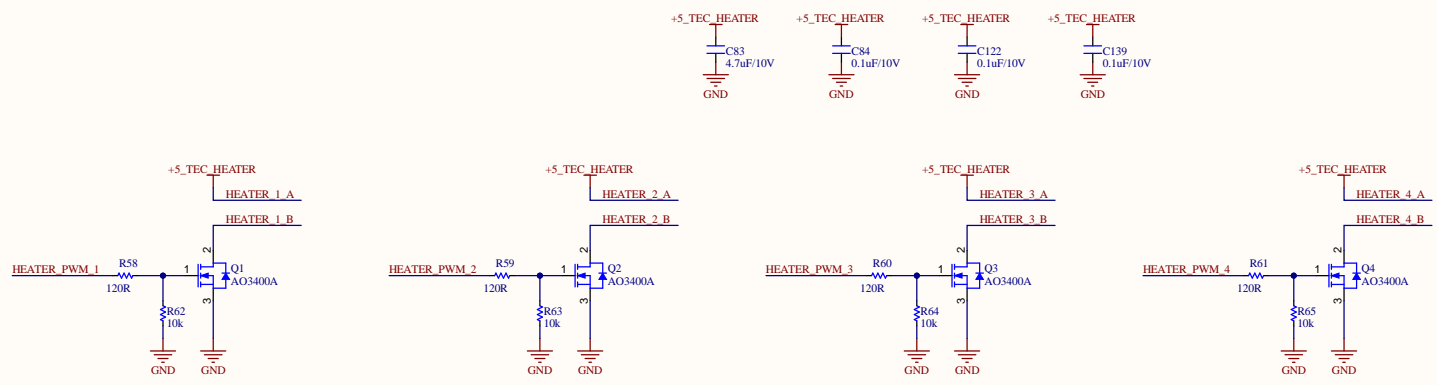 +5_TEC_HEATER +5_TEC_HEATER +5_TEC_HEATER +5_TEC_HEATER
C83 C84 C122 C139
4.7uF/10V 0.1uF/10V 0.1uF/10V 0.1uF/10V
GND GND GND GND
+5_TEC_HEATER +5_TEC_HEATER +5_TEC_HEATER +5_TEC_HEATER
HEATER_1_A HEATER_2_A HEATER_3_A HEATER_4_A
HEATER_1_B HEATER_2_B HEATER_3_B HEATER_4_B
2 2 2 2
HEATER_PWM_1 R58 1 Q1 HEATER_PWM_2 R59 1 Q2 HEATER_PWM_3 R60 1 Q3 HEATER_PWM_4 R61 1 Q4
120R AO3400A 120R AO3400A 120R AO3400A 120R AO3400A
3 3 3 3
R62 R63 R64 R65
10k 10k 10k 10k
GND GND GND GND GND GND GND GND